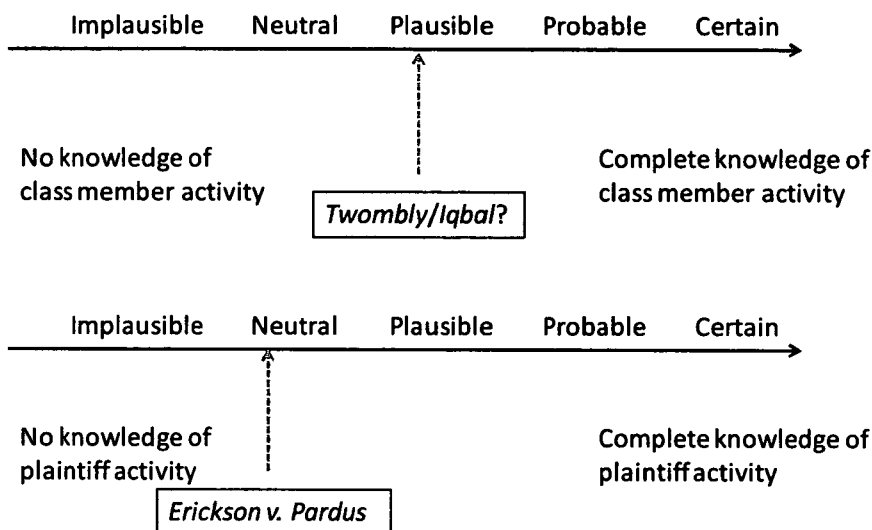 Implausible Neutral Plausible Probable Certain
No knowledge of Complete knowledge of
class member activity class member activity
Twombly/Iqbal?
Implausible Neutral Plausible Probable Certain
No knowledge of Complete knowledge of
plaintiff activity plaintiff activity
Erickson v. Pardus